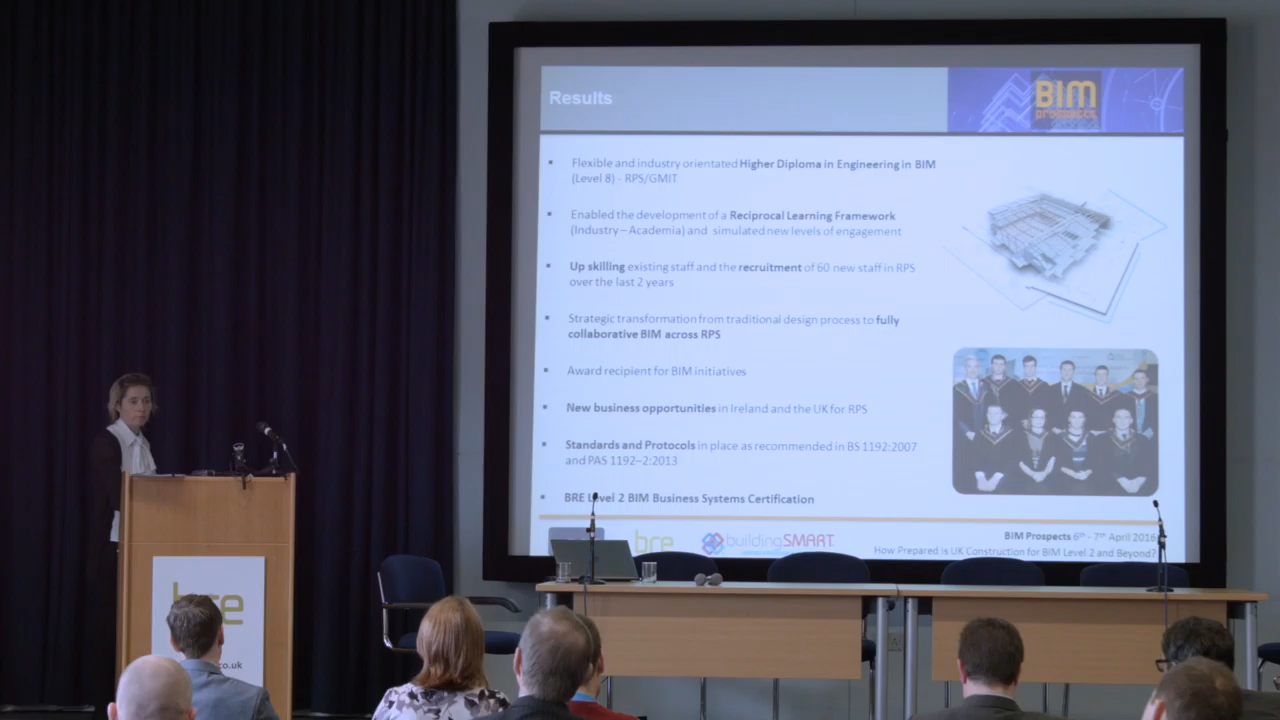 Results
BIM
prospects
Flexible and industry orientated Higher Diploma in Engineering in BIM
(Level 8) - RPS/GMIT
Enabled the development of a Reciprocal Learning Framework
(Industry – Academia) and simulated new levels of engagement
Up skilling existing staff and the recruitment of 60 new staff in RPS
over the last 2 years
Strategic transformation from traditional design process to fully
collaborative BIM across RPS
Award recipient for BIM initiatives
New business opportunities in Ireland and the UK for RPS
Standards and Protocols in place as recommended in BS 1192:2007
and PAS 1192–2:2013
BRE Level 2 BIM Business Systems Certification
bre
buildingSMART
BIM Prospects 6th - 7th April 2016
How Prepared is UK Construction for BIM Level 2 and Beyond?
bre
co.uk